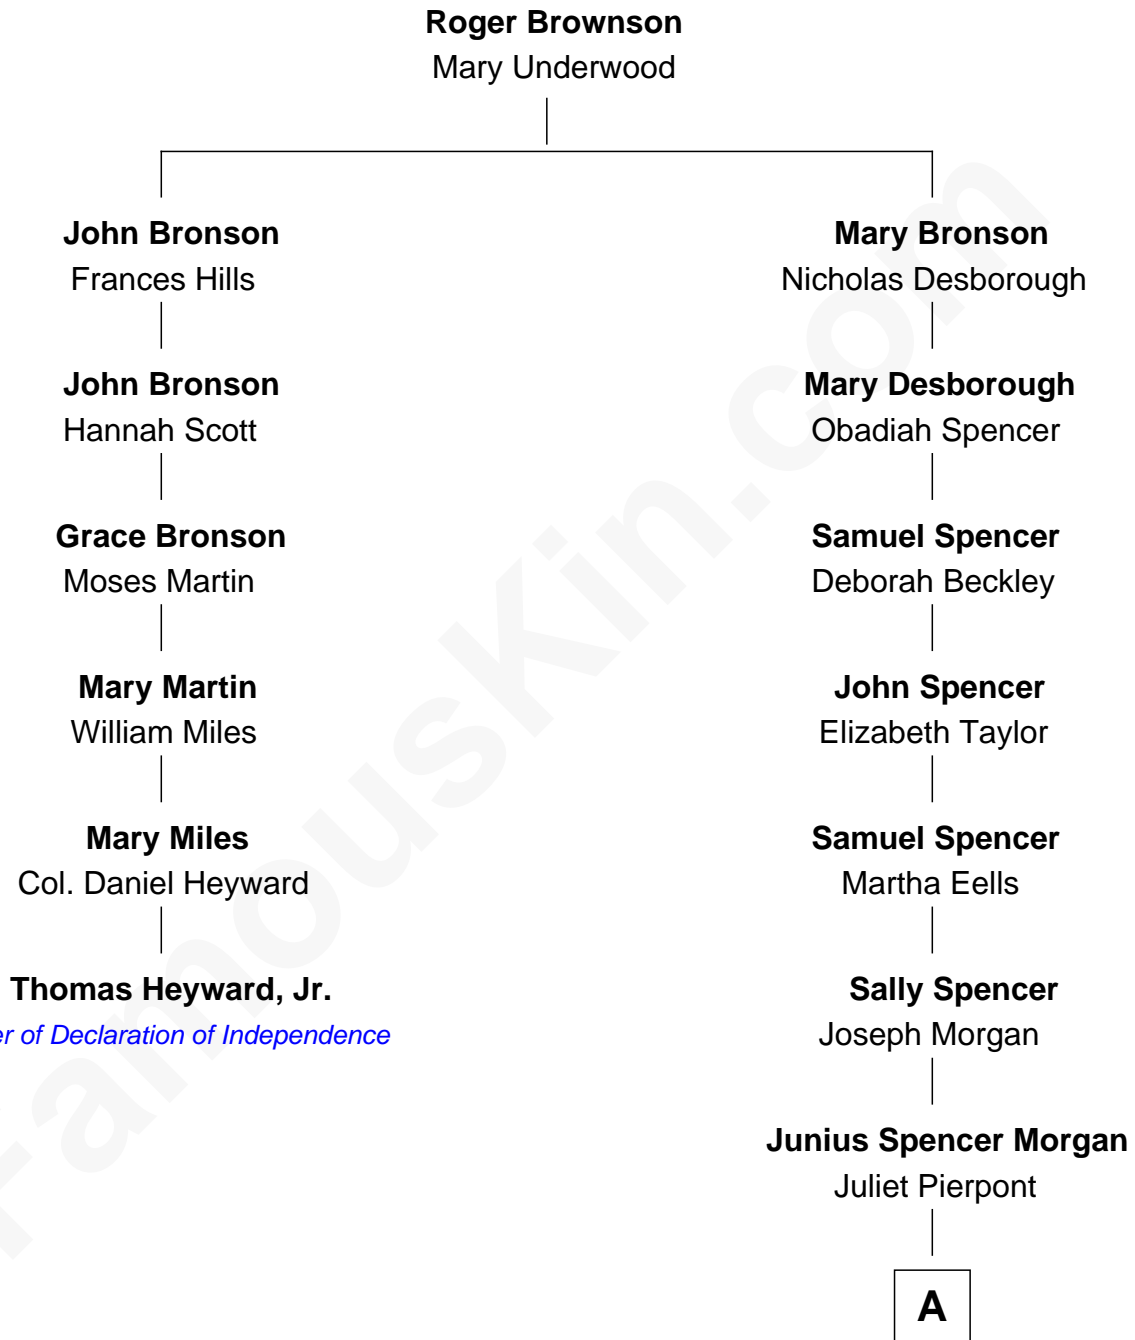 Roger Brownson
Mary Underwood
John Bronson
Frances Hills
John Bronson
Hannah Scott
Grace Bronson
Moses Martin
Mary Martin
William Miles
Mary Miles
Col. Daniel Heyward
Thomas Heyward, Jr.
er of Declaration of Independence
Mary Bronson
Nicholas Desborough
Mary Desborough
Obadiah Spencer
Samuel Spencer
Deborah Beckley
John Spencer
Elizabeth Taylor
Samuel Spencer
Martha Eells
Sally Spencer
Joseph Morgan
Junius Spencer Morgan
Juliet Pierpont
A
FamousKin.com